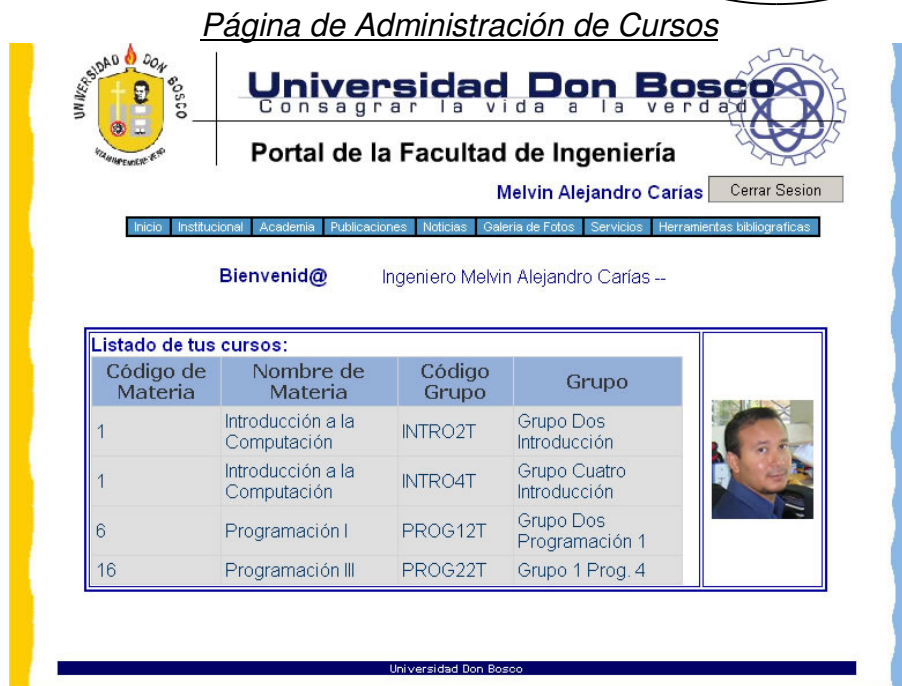 Página de Administración de Cursos
UNIVERSIDAD DON BOSCO
Universidad Don Bosco
Consagrar la vida a la verdad
Portal de la Facultad de Ingeniería
Melvin Alejandro Carías Cerrar Sesion
Inicio Institucional Academia Publicaciones Noticias Galeria de Fotos Servicios Herramientas bibliograficas
Bienvenid@ Ingeniero Melvin Alejandro Carías --
Listado de tus cursos:
Código de Materia Nombre de Materia Código Grupo Grupo
1 Introducción a la Computación INTRO2T Grupo Dos Introducción
1 Introducción a la Computación INTRO4T Grupo Cuatro Introducción
6 Programación I PROG12T Grupo Dos Programación 1
16 Programación III PROG22T Grupo 1 Prog. 4
Universidad Don Bosco